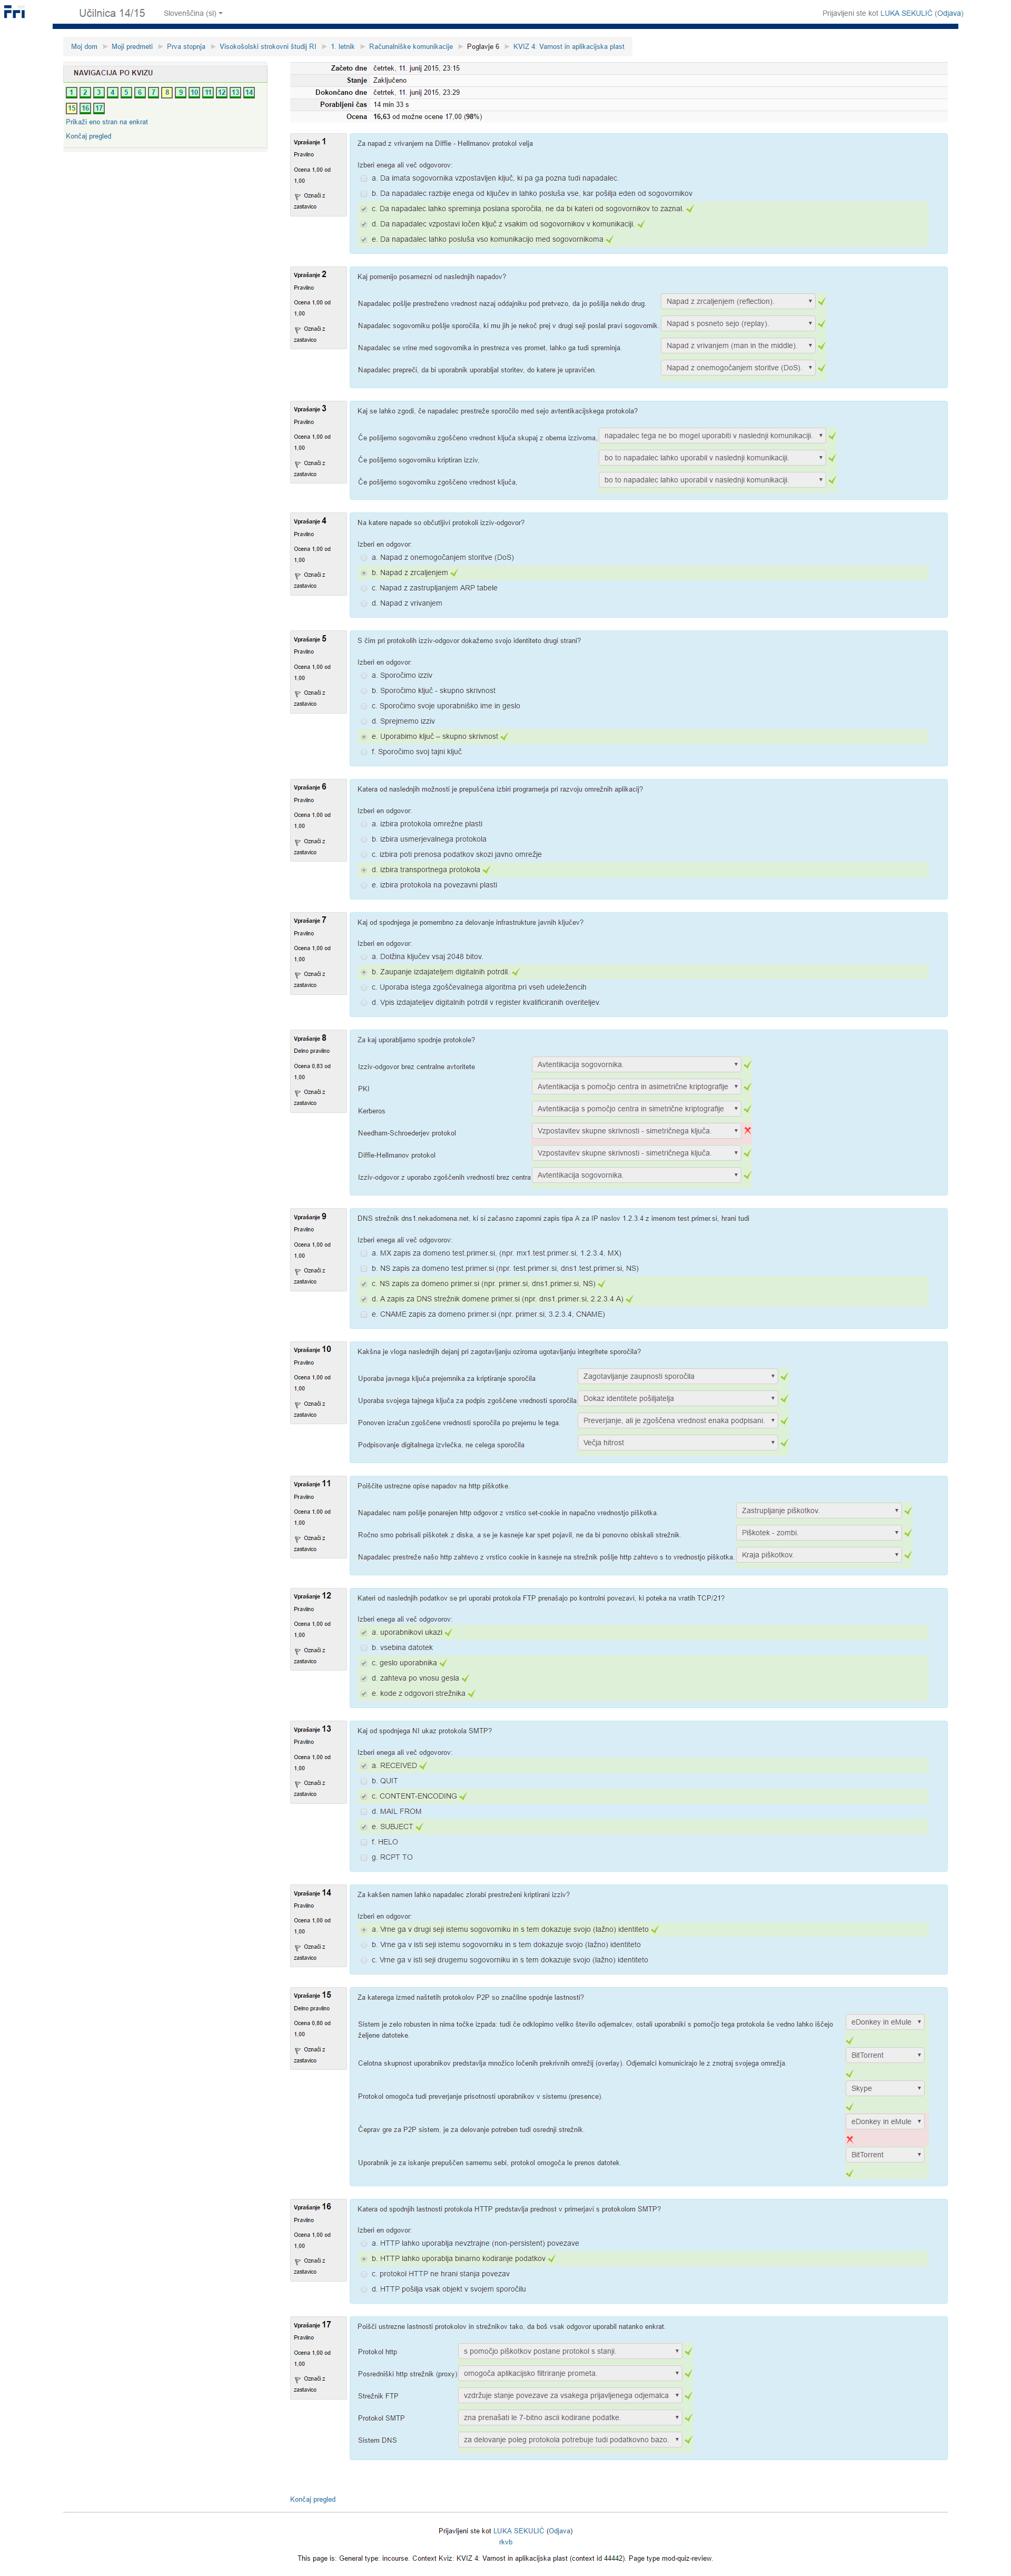 Fri
Učilnica 14/15
Slovenščina (sl)
Prijavljeni ste kot LUKA SEKULIĆ (Odjava)
Moj dom ► Moji predmeti ► Prva stopnja ► Visokošolski strokovni študij RI ► 1. letnik ► Računalniške komunikacije ► Poglavje 6 ► KVIZ 4: Varnost in aplikacijska plast
NAVIGACIJA PO KVIZU
1 2 3 4 5 6 7 8 9 10 11 12 13 14
15 16 17
Prikaži eno stran na enkrat
Končaj pregled
Začeto dne četrtek, 11. junij 2015, 23:15
Stanje Zaključeno
Dokončano dne četrtek, 11. junij 2015, 23:29
Porabljeni čas 14 min 33 s
Ocena 16,63 od možne ocene 17,00 (98%)
Vprašanje 1
Pravilno
Ocena 1,00 od
1,00
Označi z
zastavico
Za napad z vrivanjem na Diffie - Hellmanov protokol velja
Izberi enega ali več odgovorov:
a. Da imata sogovornika vzpostavljen ključ, ki pa ga pozna tudi napadalec.
b. Da napadalec razbije enega od ključev in lahko posluša vse, kar pošilja eden od sogovornikov
c. Da napadalec lahko spreminja poslana sporočila, ne da bi kateri od sogovornikov to zaznal.
d. Da napadalec vzpostavi ločen ključ z vsakim od sogovornikov v komunikaciji.
e. Da napadalec lahko posluša vso komunikacijo med sogovornikoma
Vprašanje 2
Pravilno
Ocena 1,00 od
1,00
Označi z
zastavico
Kaj pomenijo posamezni od naslednjih napadov?
Napadalec pošlje prestreženo vrednost nazaj oddajniku pod pretvezo, da jo pošilja nekdo drug. Napad z zrcaljenjem (reflection).
Napadalec sogovorniku pošlje sporočila, ki mu jih je nekoč prej v drugi seji poslal pravi sogovornik. Napad s posneto sejo (replay).
Napadalec se vrine med sogovornika in prestreza ves promet, lahko ga tudi spreminja. Napad z vrivanjem (man in the middle).
Napadalec prepreči, da bi uporabnik uporabljal storitev, do katere je upravičen. Napad z onemogočanjem storitve (DoS).
Vprašanje 3
Pravilno
Ocena 1,00 od
1,00
Označi z
zastavico
Kaj se lahko zgodi, če napadalec prestreže sporočilo med sejo avtentikacijskega protokola?
Če pošljemo sogovorniku zgoščeno vrednost ključa skupaj z obema izzivoma, napadalec tega ne bo mogel uporabiti v naslednji komunikaciji.
Če pošljemo sogovorniku kriptiran izziv, bo to napadalec lahko uporabil v naslednji komunikaciji.
Če pošljemo sogovorniku zgoščeno vrednost ključa, bo to napadalec lahko uporabil v naslednji komunikaciji.
Vprašanje 4
Pravilno
Ocena 1,00 od
1,00
Označi z
zastavico
Na katere napade so občutljivi protokoli izziv-odgovor?
Izberi en odgovor:
a. Napad z onemogočanjem storitve (DoS)
b. Napad z zrcaljenjem
c. Napad z zastrupljanjem ARP tabele
d. Napad z vrivanjem
Vprašanje 5
Pravilno
Ocena 1,00 od
1,00
Označi z
zastavico
S čim pri protokolih izziv-odgovor dokažemo svojo identiteto drugi strani?
Izberi en odgovor:
a. Sporočimo izziv
b. Sporočimo ključ - skupno skrivnost
c. Sporočimo svoje uporabniško ime in geslo
d. Sprejmemo izziv
e. Uporabimo ključ – skupno skrivnost
f. Sporočimo svoj tajni ključ
Vprašanje 6
Pravilno
Ocena 1,00 od
1,00
Označi z
zastavico
Katera od naslednjih možnosti je prepuščena izbiri programerja pri razvoju omrežnih aplikacij?
Izberi en odgovor:
a. izbira protokola omrežne plasti
b. izbira usmerjevalnega protokola
c. izbira poti prenosa podatkov skozi javno omrežje
d. izbira transportnega protokola
e. izbira protokola na povezavni plasti
Vprašanje 7
Pravilno
Ocena 1,00 od
1,00
Označi z
zastavico
Kaj od spodnjega je pomembno za delovanje infrastrukture javnih ključev?
Izberi en odgovor:
a. Dolžina ključev vsaj 2048 bitov.
b. Zaupanje izdajateljem digitalnih potrdil.
c. Uporaba istega zgoščevalnega algoritma pri vseh udeležencih
d. Vpis izdajateljev digitalnih potrdil v register kvalificiranih overiteljev.
Vprašanje 8
Delno pravilno
Ocena 0,83 od
1,00
Označi z
zastavico
Za kaj uporabljamo spodnje protokole?
Izziv-odgovor brez centralne avtoritete Avtentikacija sogovornika.
PKI Avtentikacija s pomočjo centra in asimetrične kriptografije
Kerberos Avtentikacija s pomočjo centra in simetrične kriptografije
Needham-Schroederjev protokol Vzpostavitev skupne skrivnosti - simetričnega ključa.
Diffie-Hellmanov protokol Vzpostavitev skupne skrivnosti - simetričnega ključa.
Izziv-odgovor z uporabo zgoščenih vrednosti brez centra Avtentikacija sogovornika.
Vprašanje 9
Pravilno
Ocena 1,00 od
1,00
Označi z
zastavico
DNS strežnik dns1.nekadomena.net, ki si začasno zapomni zapis tipa A za IP naslov 1.2.3.4 z imenom test.primer.si, hrani tudi
Izberi enega ali več odgovorov:
a. MX zapis za domeno test.primer.si, (npr. mx1.test.primer.si, 1.2.3.4, MX)
b. NS zapis za domeno test.primer.si (npr. test.primer.si, dns1.test.primer.si, NS)
c. NS zapis za domeno primer.si (npr. primer.si, dns1.primer.si, NS)
d. A zapis za DNS strežnik domene primer.si (npr. dns1.primer.si, 2.2.3.4 A)
e. CNAME zapis za domeno primer.si (npr. primer.si, 3.2.3.4, CNAME)
Vprašanje 10
Pravilno
Ocena 1,00 od
1,00
Označi z
zastavico
Kakšna je vloga naslednjih dejanj pri zagotavljanju oziroma ugotavljanju integritete sporočila?
Uporaba javnega ključa prejemnika za kriptiranje sporočila Zagotavljanje zaupnosti sporočila
Uporaba svojega tajnega ključa za podpis zgoščene vrednosti sporočila Dokaz identitete pošiljatelja
Ponoven izračun zgoščene vrednosti sporočila po prejemu le tega. Preverjanje, ali je zgoščena vrednost enaka podpisani.
Podpisovanje digitalnega izvlečka, ne celega sporočila Večja hitrost
Vprašanje 11
Pravilno
Ocena 1,00 od
1,00
Označi z
zastavico
Poiščite ustrezne opise napadov na http piškotke.
Napadalec nam pošlje ponarejen http odgovor z vrstico set-cookie in napačno vrednostjo piškotka. Zastrupljanje piškotkov.
Ročno smo pobrisali piškotek z diska, a se je kasneje kar spet pojavil, ne da bi ponovno obiskali strežnik. Piškotek - zombi.
Napadalec prestreže našo http zahtevo z vrstico cookie in kasneje na strežnik pošlje http zahtevo s to vrednostjo piškotka. Kraja piškotkov.
Vprašanje 12
Pravilno
Ocena 1,00 od
1,00
Označi z
zastavico
Kateri od naslednjih podatkov se pri uporabi protokola FTP prenašajo po kontrolni povezavi, ki poteka na vratih TCP/21?
Izberi enega ali več odgovorov:
a. uporabnikovi ukazi
b. vsebina datotek
c. geslo uporabnika
d. zahteva po vnosu gesla
e. kode z odgovori strežnika
Vprašanje 13
Pravilno
Ocena 1,00 od
1,00
Označi z
zastavico
Kaj od spodnjega NI ukaz protokola SMTP?
Izberi enega ali več odgovorov:
a. RECEIVED
b. QUIT
c. CONTENT-ENCODING
d. MAIL FROM
e. SUBJECT
f. HELO
g. RCPT TO
Vprašanje 14
Pravilno
Ocena 1,00 od
1,00
Označi z
zastavico
Za kakšen namen lahko napadalec zlorabi prestreženi kriptirani izziv?
Izberi en odgovor:
a. Vrne ga v drugi seji istemu sogovorniku in s tem dokazuje svojo (lažno) identiteto
b. Vrne ga v isti seji istemu sogovorniku in s tem dokazuje svojo (lažno) identiteto
c. Vrne ga v isti seji drugemu sogovorniku in s tem dokazuje svojo (lažno) identiteto
Vprašanje 15
Delno pravilno
Ocena 0,80 od
1,00
Označi z
zastavico
Za katerega izmed naštetih protokolov P2P so značilne spodnje lastnosti?
Sistem je zelo robusten in nima točke izpada: tudi če odklopimo veliko število odjemalcev, ostali uporabniki s pomočjo tega protokola še vedno lahko iščejo
željene datoteke.
eDonkey in eMule
Celotna skupnost uporabnikov predstavlja množico ločenih prekrivnih omrežij (overlay). Odjemalci komunicirajo le z znotraj svojega omrežja. BitTorrent
Protokol omogoča tudi preverjanje prisotnosti uporabnikov v sistemu (presence). Skype
Čeprav gre za P2P sistem, je za delovanje potreben tudi osrednji strežnik. eDonkey in eMule
Uporabnik je za iskanje prepuščen samemu sebi, protokol omogoča le prenos datotek. BitTorrent
Vprašanje 16
Pravilno
Ocena 1,00 od
1,00
Označi z
zastavico
Katera od spodnjih lastnosti protokola HTTP predstavlja prednost v primerjavi s protokolom SMTP?
Izberi en odgovor:
a. HTTP lahko uporablja nevztrajne (non-persistent) povezave
b. HTTP lahko uporablja binarno kodiranje podatkov
c. protokol HTTP ne hrani stanja povezav
d. HTTP pošilja vsak objekt v svojem sporočilu
Vprašanje 17
Pravilno
Ocena 1,00 od
1,00
Označi z
zastavico
Poišči ustrezne lastnosti protokolov in strežnikov tako, da boš vsak odgovor uporabil natanko enkrat.
Protokol http s pomočjo piškotkov postane protokol s stanji.
Posredniški http strežnik (proxy) omogoča aplikacijsko filtriranje prometa.
Strežnik FTP vzdržuje stanje povezave za vsakega prijavljenega odjemalca
Protokol SMTP zna prenašati le 7-bitno ascii kodirane podatke.
Sistem DNS za delovanje poleg protokola potrebuje tudi podatkovno bazo.
Končaj pregled
Prijavljeni ste kot LUKA SEKULIĆ (Odjava)
rkvb
This page is: General type: incourse. Context Kviz: KVIZ 4: Varnost in aplikacijska plast (context id 44442). Page type mod-quiz-review.